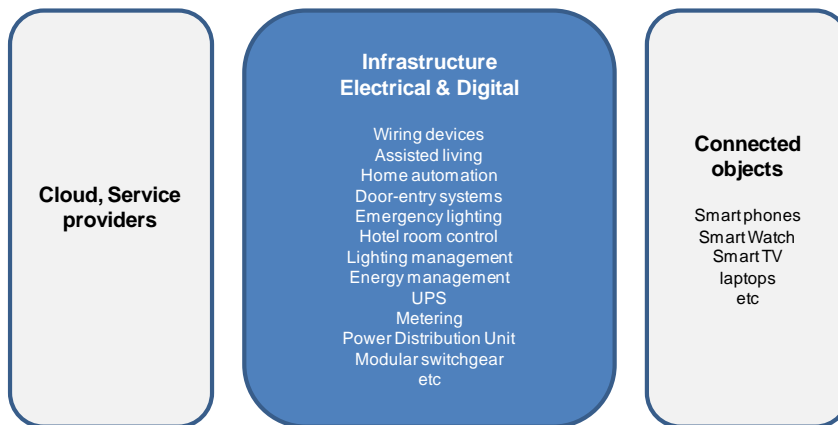 Cloud, Service
providers
Infrastructure
Electrical & Digital
Wiring devices
Assisted living
Home automation
Door-entry systems
Emergency lighting
Hotel room control
Lighting management
Energy management
UPS
Metering
Power Distribution Unit
Modular switchgear
etc
Connected
objects
Smart phones
Smart Watch
Smart TV
laptops
etc